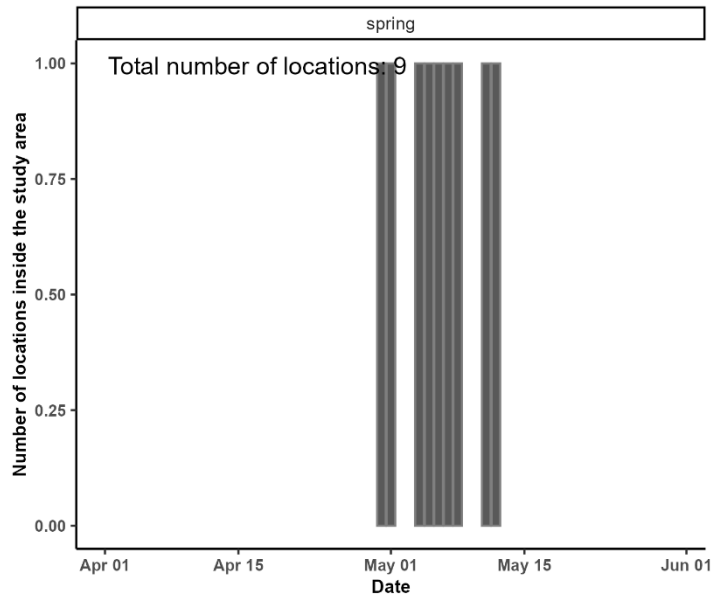 spring
Total number of locations: 9
Number of locations inside the study area
1.00
0.75
0.50
0.25
0.00
Apr 01 Apr 15 May 01 May 15 Jun 01
Date